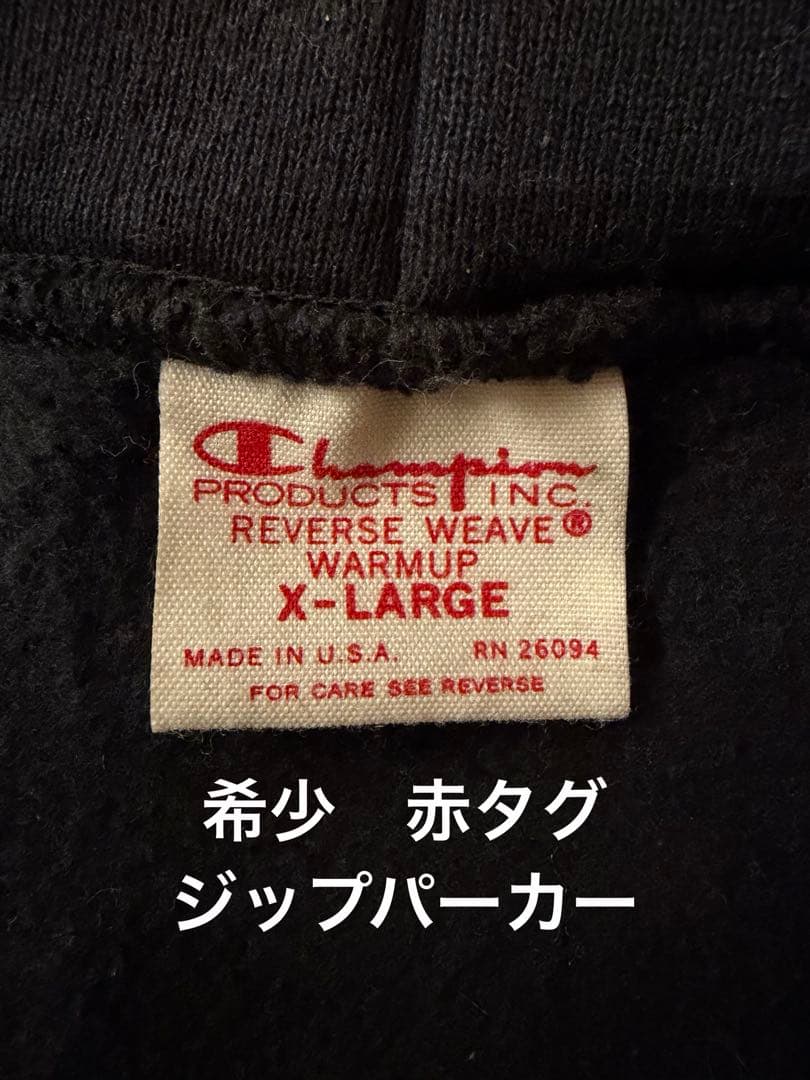 Champion
PRODUCTS INC.
REVERSE WEAVE®
WARMUP
X-LARGE
MADE IN U.S.A. RN 26094
FOR CARE SEE REVERSE
希少　赤タグ
ジップパーカー